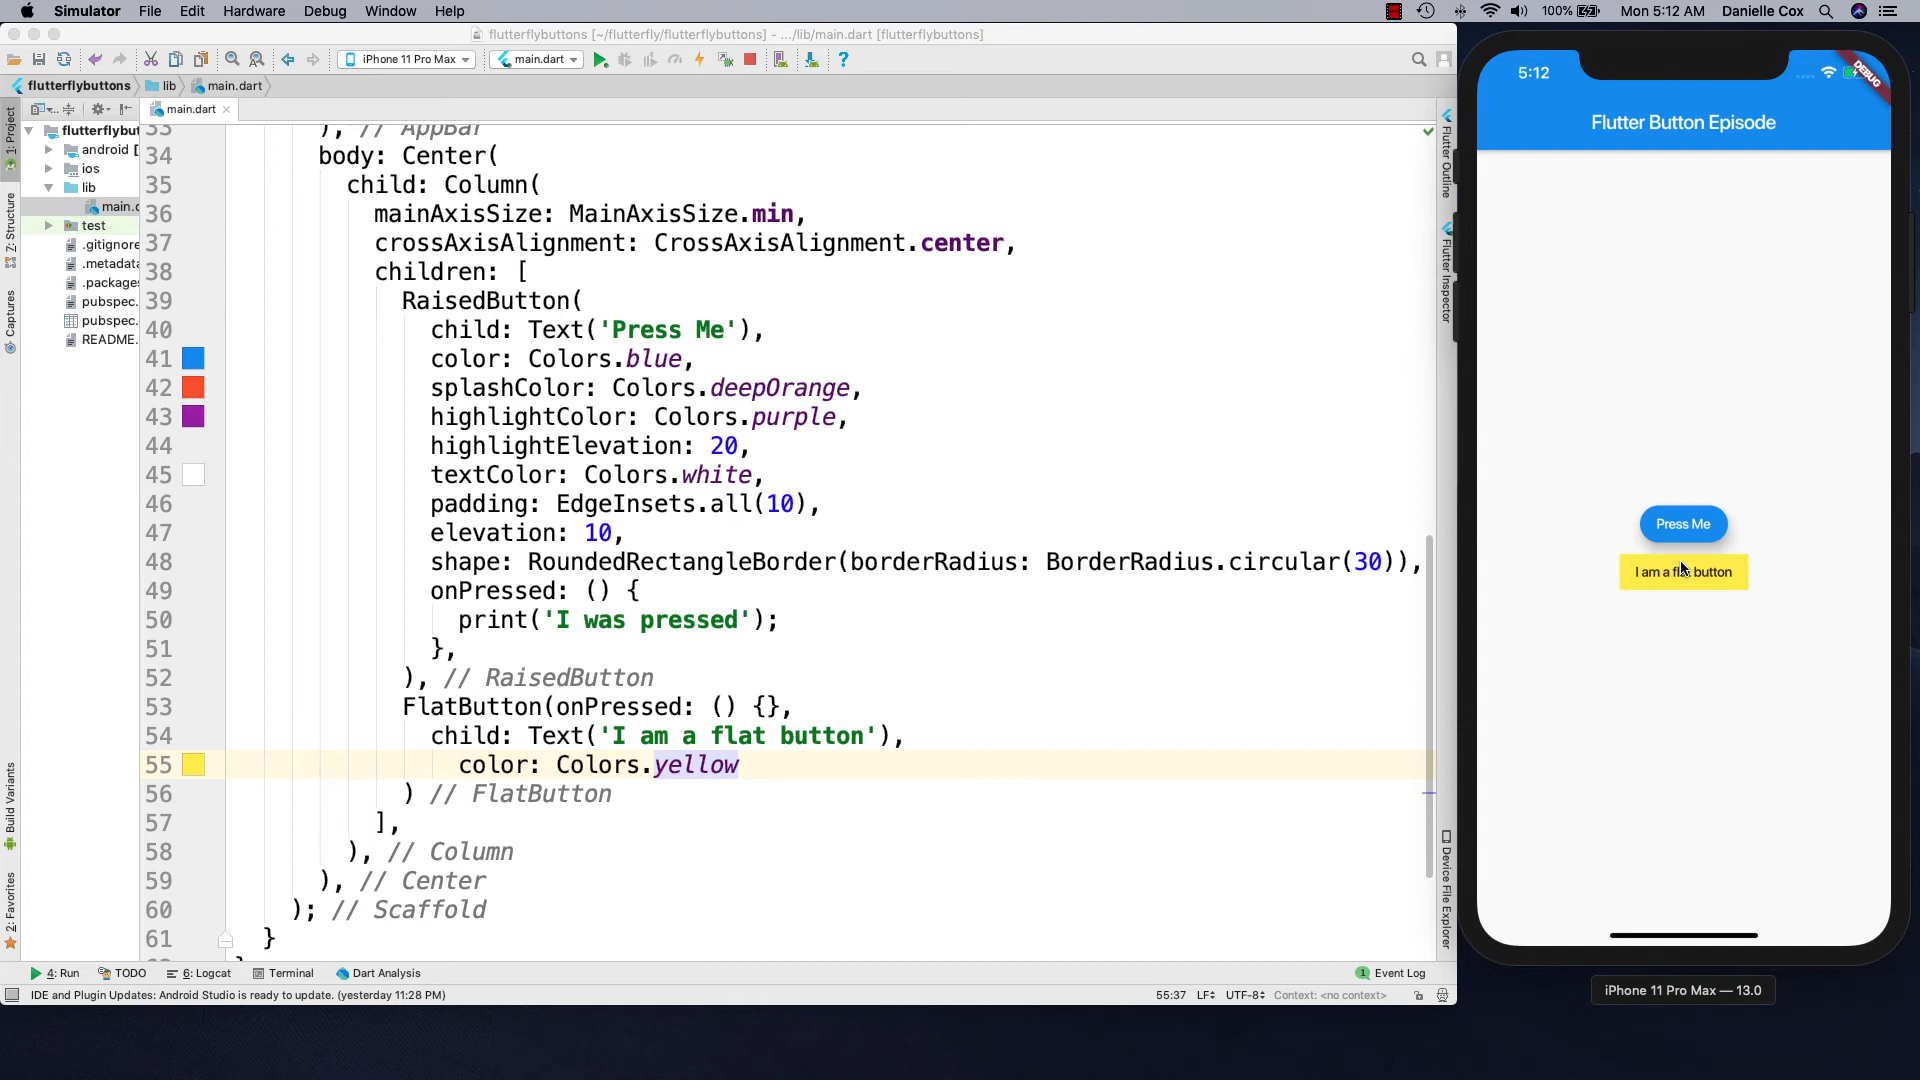 Simulator File Edit Hardware Debug Window Help 100% Mon 5:12 AM Danielle Cox
flutterflybuttons [~/flutterfly/flutterflybuttons] - .../lib/main.dart [flutterflybuttons]
iPhone 11 Pro Max main.dart
flutterflybuttons lib main.dart
main.dart
1: Project
Z: Structure
Captures
Build Variants
2: Favorites
flutterflybut
android [
ios
lib
main.d
test
.gitignore
.metadata
.packages
pubspec.
pubspec.
README.
33 ), // AppBar
34 body: Center(
35 child: Column(
36 mainAxisSize: MainAxisSize.min,
37 crossAxisAlignment: CrossAxisAlignment.center,
38 children: [
39 RaisedButton(
40 child: Text('Press Me'),
41 color: Colors.blue,
42 splashColor: Colors.deepOrange,
43 highlightColor: Colors.purple,
44 highlightElevation: 20,
45 textColor: Colors.white,
46 padding: EdgeInsets.all(10),
47 elevation: 10,
48 shape: RoundedRectangleBorder(borderRadius: BorderRadius.circular(30)),
49 onPressed: () {
50 print('I was pressed');
51 },
52 ), // RaisedButton
53 FlatButton(onPressed: () {},
54 child: Text('I am a flat button'),
55 color: Colors.yellow
56 ) // FlatButton
57 ],
58 ), // Column
59 ), // Center
60 ); // Scaffold
61 }
Flutter Outline
Flutter Inspector
Device File Explorer
4: Run TODO 6: Logcat Terminal Dart Analysis 1 Event Log
IDE and Plugin Updates: Android Studio is ready to update. (yesterday 11:28 PM) 55:37 LF UTF-8 Context: <no context>
5:12
DEBUG
Flutter Button Episode
Press Me
I am a flat button
iPhone 11 Pro Max — 13.0